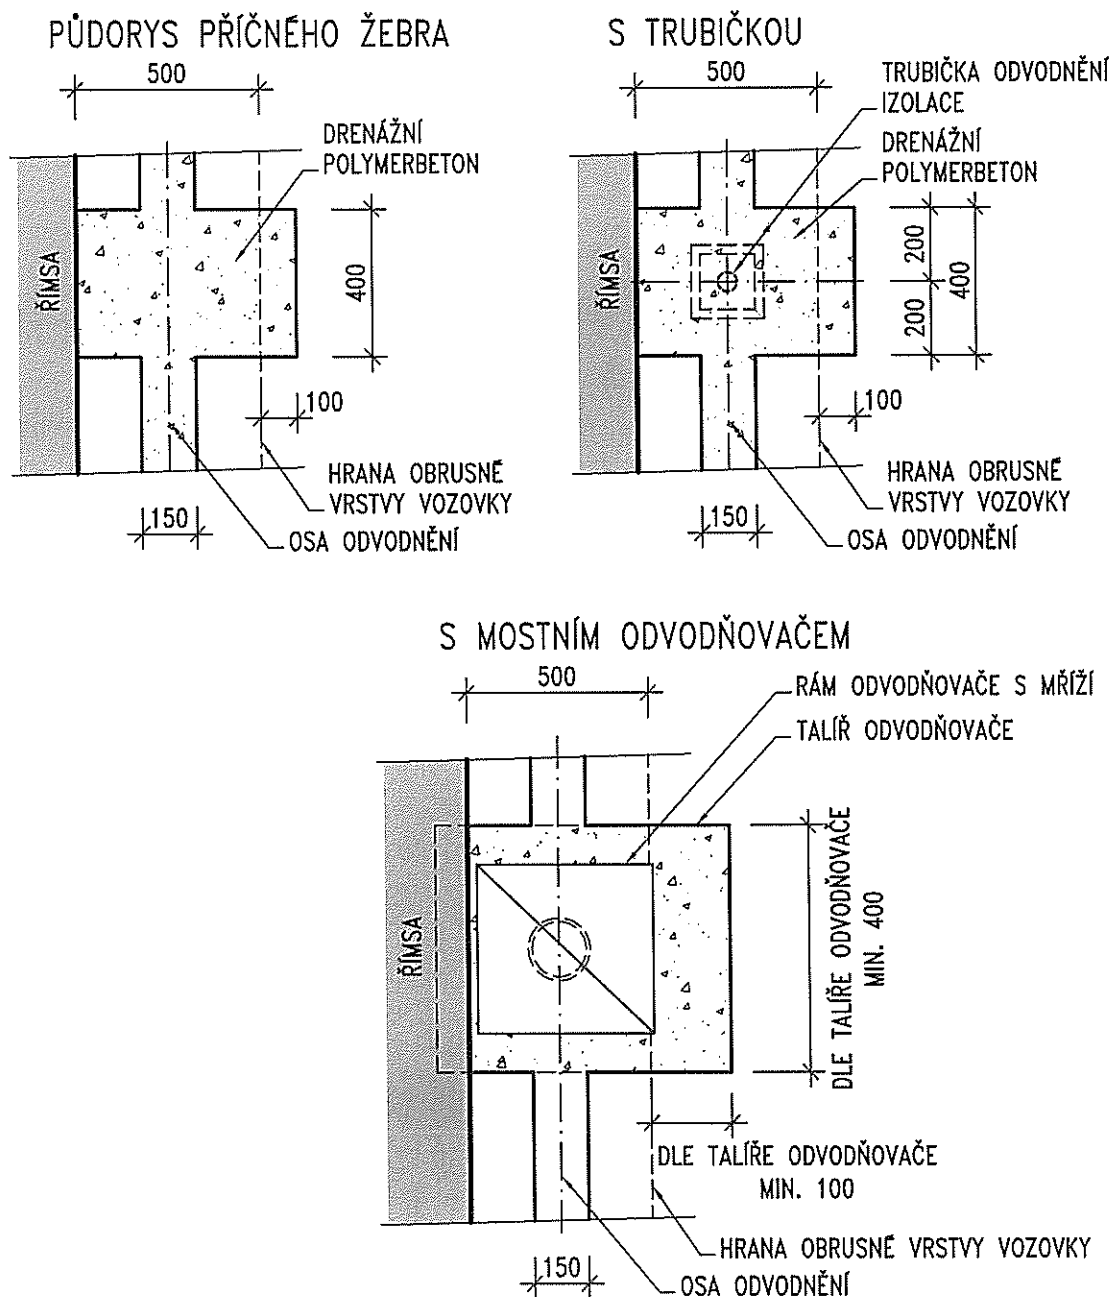 PŮDORYS PŘÍČNÉHO ŽEBRA
500
DRENÁŽNÍ
POLYMERBETON
ŘÍMSA
400
100
HRANA OBRUSNÉ
VRSTVY VOZOVKY
150
OSA ODVODNĚNÍ
S TRUBIČKOU
500
TRUBIČKA ODVODNĚNÍ
IZOLACE
DRENÁŽNÍ
POLYMERBETON
ŘÍMSA
200
200
400
100
HRANA OBRUSNÉ
VRSTVY VOZOVKY
150
OSA ODVODNĚNÍ
S MOSTNÍM ODVODŇOVAČEM
500
RÁM ODVODŇOVAČE S MŘÍŽÍ
TALÍŘ ODVODŇOVAČE
ŘÍMSA
DLE TALÍŘE ODVODŇOVAČE
MIN. 400
DLE TALÍŘE ODVODŇOVAČE
MIN. 100
HRANA OBRUSNÉ VRSTVY VOZOVKY
150
OSA ODVODNĚNÍ